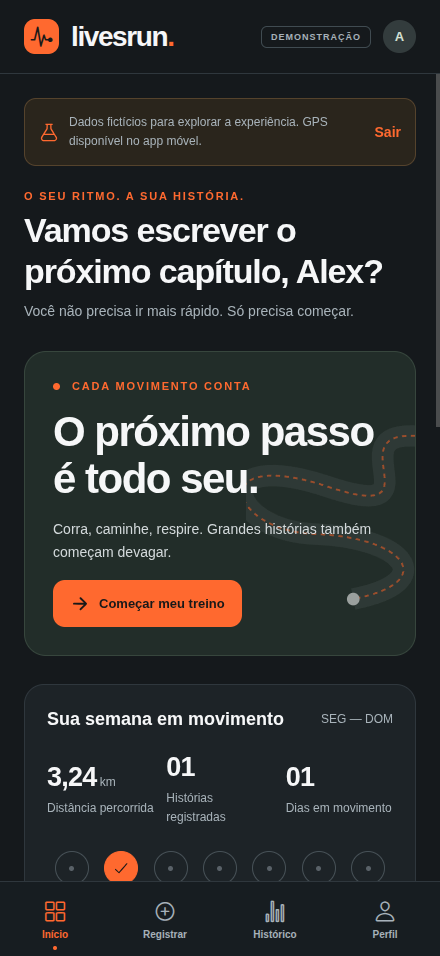 livesrun.
DEMONSTRAÇÃO
A
Dados fictícios para explorar a experiência. GPS
disponível no app móvel.
Sair
O SEU RITMO. A SUA HISTÓRIA.
Vamos escrever o
próximo capítulo, Alex?
Você não precisa ir mais rápido. Só precisa começar.
CADA MOVIMENTO CONTA
O próximo passo
é todo seu.
Corra, caminhe, respire. Grandes histórias também
começam devagar.
Começar meu treino
Sua semana em movimento
SEG — DOM
3,24 km
Distância percorrida
01
Histórias
registradas
01
Dias em movimento
Início
Registrar
Histórico
Perfil